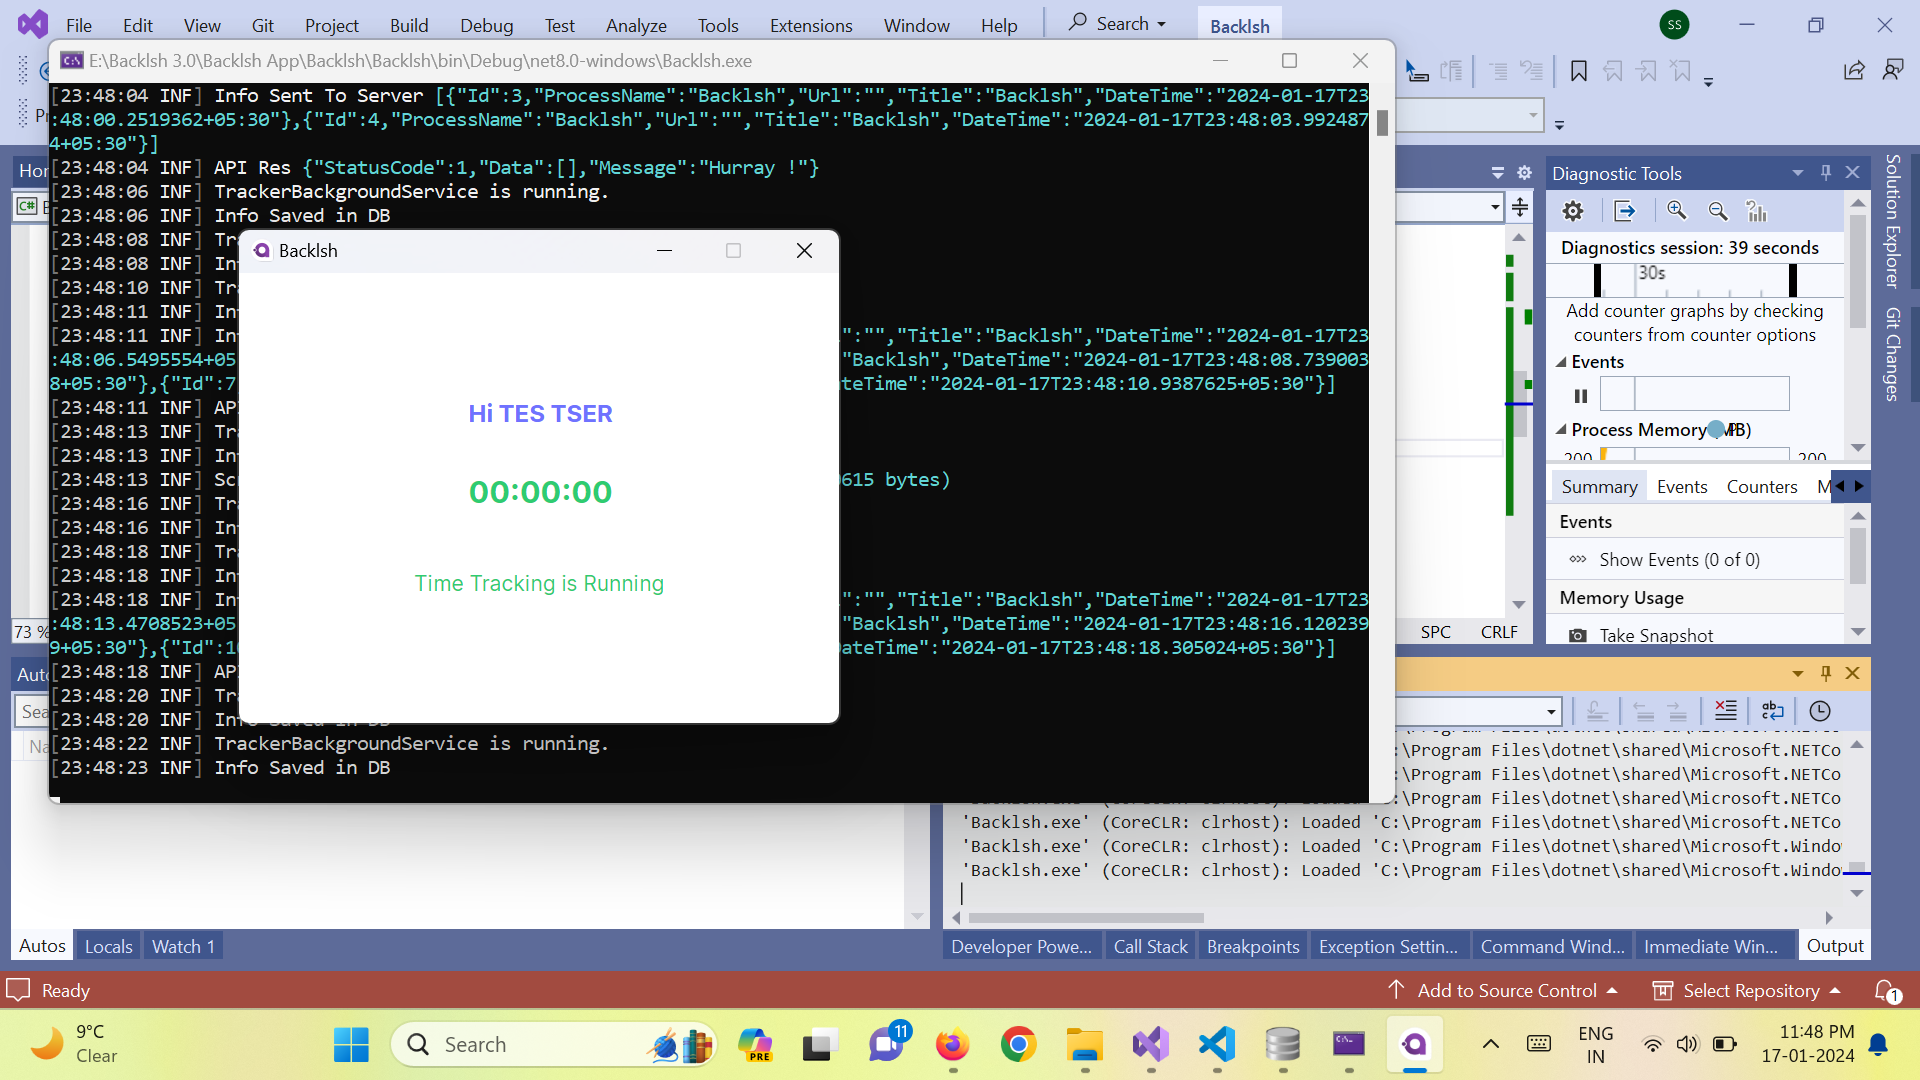 File Edit View Git Project Build Debug Test Analyze Tools Extensions Window Help Search Backlsh SS
E:\Backlsh 3.0\Backlsh App\Backlsh\Backlsh\bin\Debug\net8.0-windows\Backlsh.exe
[23:48:04 INF] Info Sent To Server [{"Id":3,"ProcessName":"Backlsh","Url":"","Title":"Backlsh","DateTime":"2024-01-17T23
:48:00.2519362+05:30"},{"Id":4,"ProcessName":"Backlsh","Url":"","Title":"Backlsh","DateTime":"2024-01-17T23:48:03.992487
4+05:30"}]
[23:48:04 INF] API Res {"StatusCode":1,"Data":[],"Message":"Hurray !"}
[23:48:06 INF] TrackerBackgroundService is running.
[23:48:06 INF] Info Saved in DB
[23:48:08 INF] Tr
[23:48:08 INF] In
[23:48:10 INF] Tr
[23:48:11 INF] In
[23:48:11 INF] In :"","Title":"Backlsh","DateTime":"2024-01-17T23
:48:06.5495554+05 "Backlsh","DateTime":"2024-01-17T23:48:08.739003
8+05:30"},{"Id":7 teTime":"2024-01-17T23:48:10.9387625+05:30"}]
[23:48:11 INF] AP
[23:48:13 INF] Tr
[23:48:13 INF] In
[23:48:13 INF] Sc 615 bytes)
[23:48:16 INF] Tr
[23:48:16 INF] In
[23:48:18 INF] Tr
[23:48:18 INF] In
[23:48:18 INF] In :"","Title":"Backlsh","DateTime":"2024-01-17T23
:48:13.4708523+05 "Backlsh","DateTime":"2024-01-17T23:48:16.120239
9+05:30"},{"Id":1 ateTime":"2024-01-17T23:48:18.305024+05:30"}]
[23:48:18 INF] AP
[23:48:20 INF] Tr
[23:48:20 INF] Info Saved in DB
[23:48:22 INF] TrackerBackgroundService is running.
[23:48:23 INF] Info Saved in DB
Backlsh
Hi TES TSER
00:00:00
Time Tracking is Running
Hor
C#
73 %
SPC CRLF
Diagnostic Tools
Diagnostics session: 39 seconds
30s
Add counter graphs by checking
counters from counter options
Events
Process Memory
200 200
Summary Events Counters M
Events
Show Events (0 of 0)
Memory Usage
Take Snapshot
Solution Explorer
Git Changes
Auto
Sea
Na
:\Program Files\dotnet\shared\Microsoft.NETCo
:\Program Files\dotnet\shared\Microsoft.NETCo
:\Program Files\dotnet\shared\Microsoft.NETCo
'Backlsh.exe' (CoreCLR: clrhost): Loaded 'C:\Program Files\dotnet\shared\Microsoft.NETCo
'Backlsh.exe' (CoreCLR: clrhost): Loaded 'C:\Program Files\dotnet\shared\Microsoft.Windo
'Backlsh.exe' (CoreCLR: clrhost): Loaded 'C:\Program Files\dotnet\shared\Microsoft.Windo
Autos Locals Watch 1
Developer Powe... Call Stack Breakpoints Exception Settin... Command Wind... Immediate Win... Output
Ready Add to Source Control Select Repository 1
9°C
Clear
Search
PRE
11
ENG
IN
11:48 PM
17-01-2024